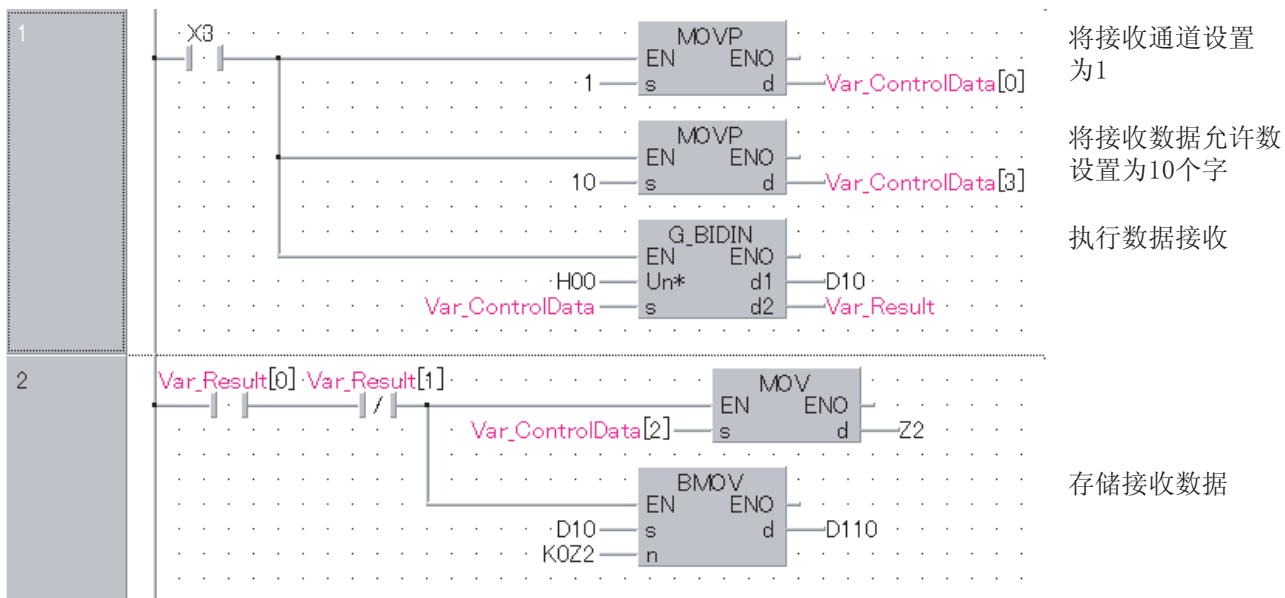 1
X3
MOVP
EN ENO
1 s d Var_ControlData[0]
将接收通道设置
为1
MOVP
EN ENO
10 s d Var_ControlData[3]
将接收数据允许数
设置为10个字
G_BIDIN
EN ENO
H00 Un* d1 D10
Var_ControlData s d2 Var_Result
执行数据接收
2
Var_Result[0] Var_Result[1]
MOV
EN ENO
Var_ControlData[2] s d Z2
BMOV
EN ENO
D10 s d D110
K0Z2 n
存储接收数据